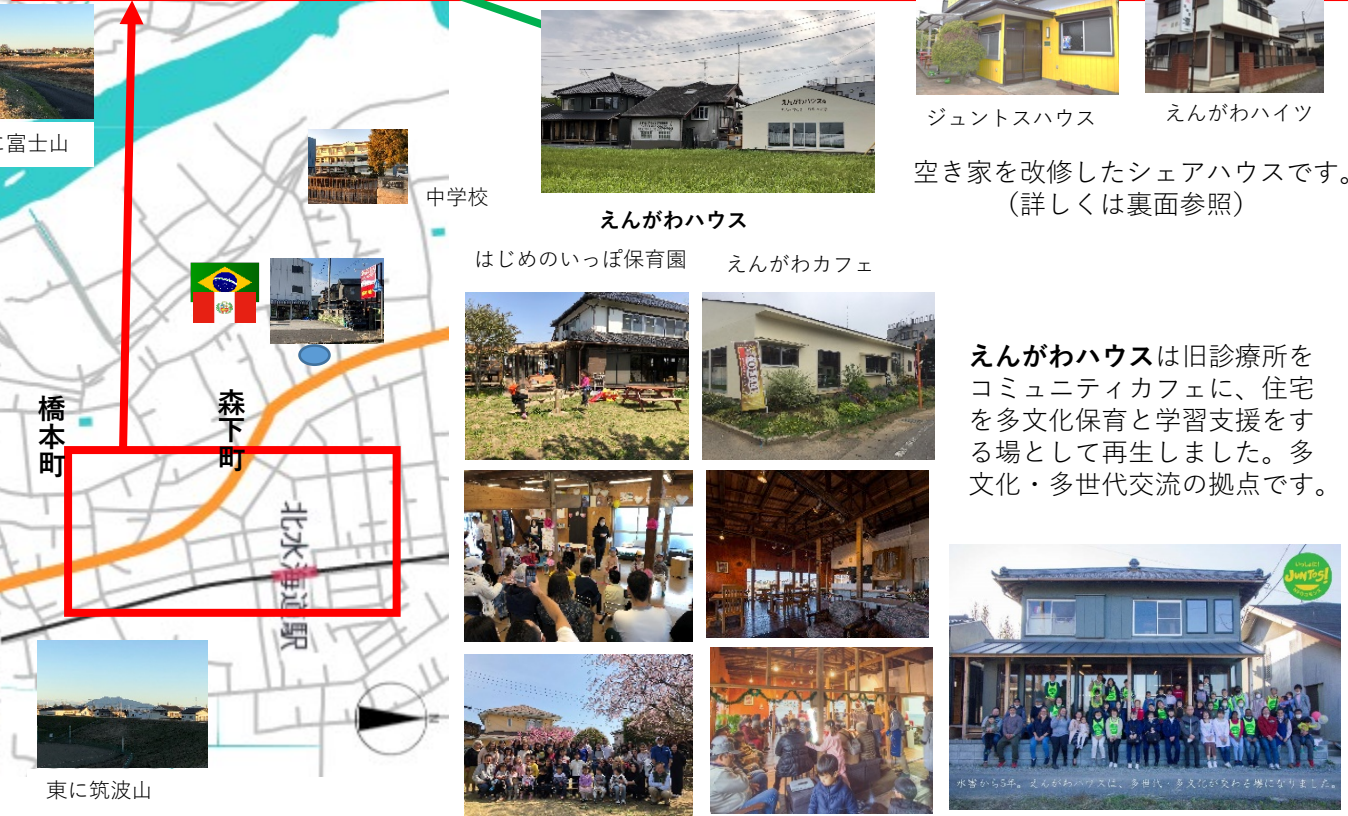 に富士山
中学校
橋本町
森下町
北水海道駅
N
東に筑波山
えんがわハウス
えんがわハウス
はじめのいっぽ保育園
えんがわカフェ
ジュントスハウス
えんがわハイツ
空き家を改修したシェアハウスです。
（詳しくは裏面参照）
えんがわハウスは旧診療所を
コミュニティカフェに、住宅
を多文化保育と学習支援をす
る場として再生しました。多
文化・多世代交流の拠点です。
JUNTOS!
水害から5年。えんがわハウスは、多世代・多文化が交わる場になりました。